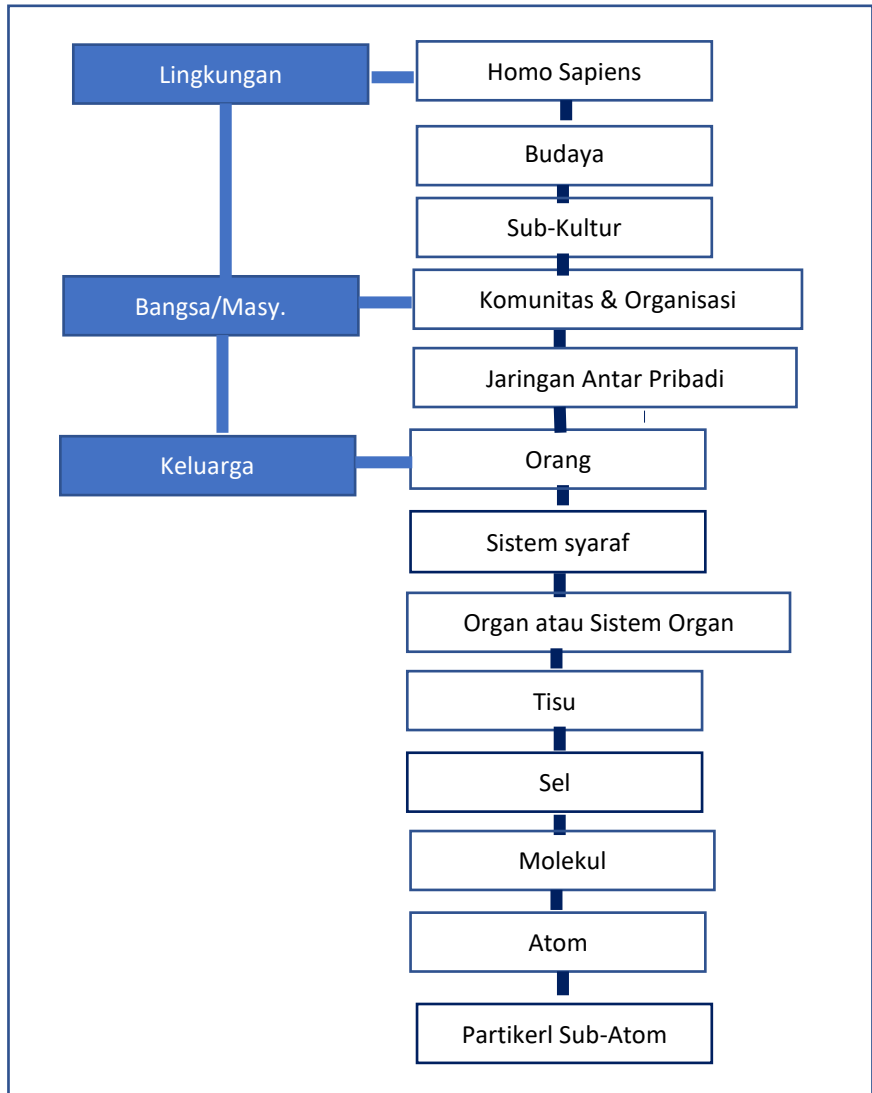 Lingkungan
Homo Sapiens
Budaya
Sub-Kultur
Bangsa/Masy.
Komunitas & Organisasi
Jaringan Antar Pribadi
Keluarga
Orang
Sistem syaraf
Organ atau Sistem Organ
Tisu
Sel
Molekul
Atom
Partikerl Sub-Atom